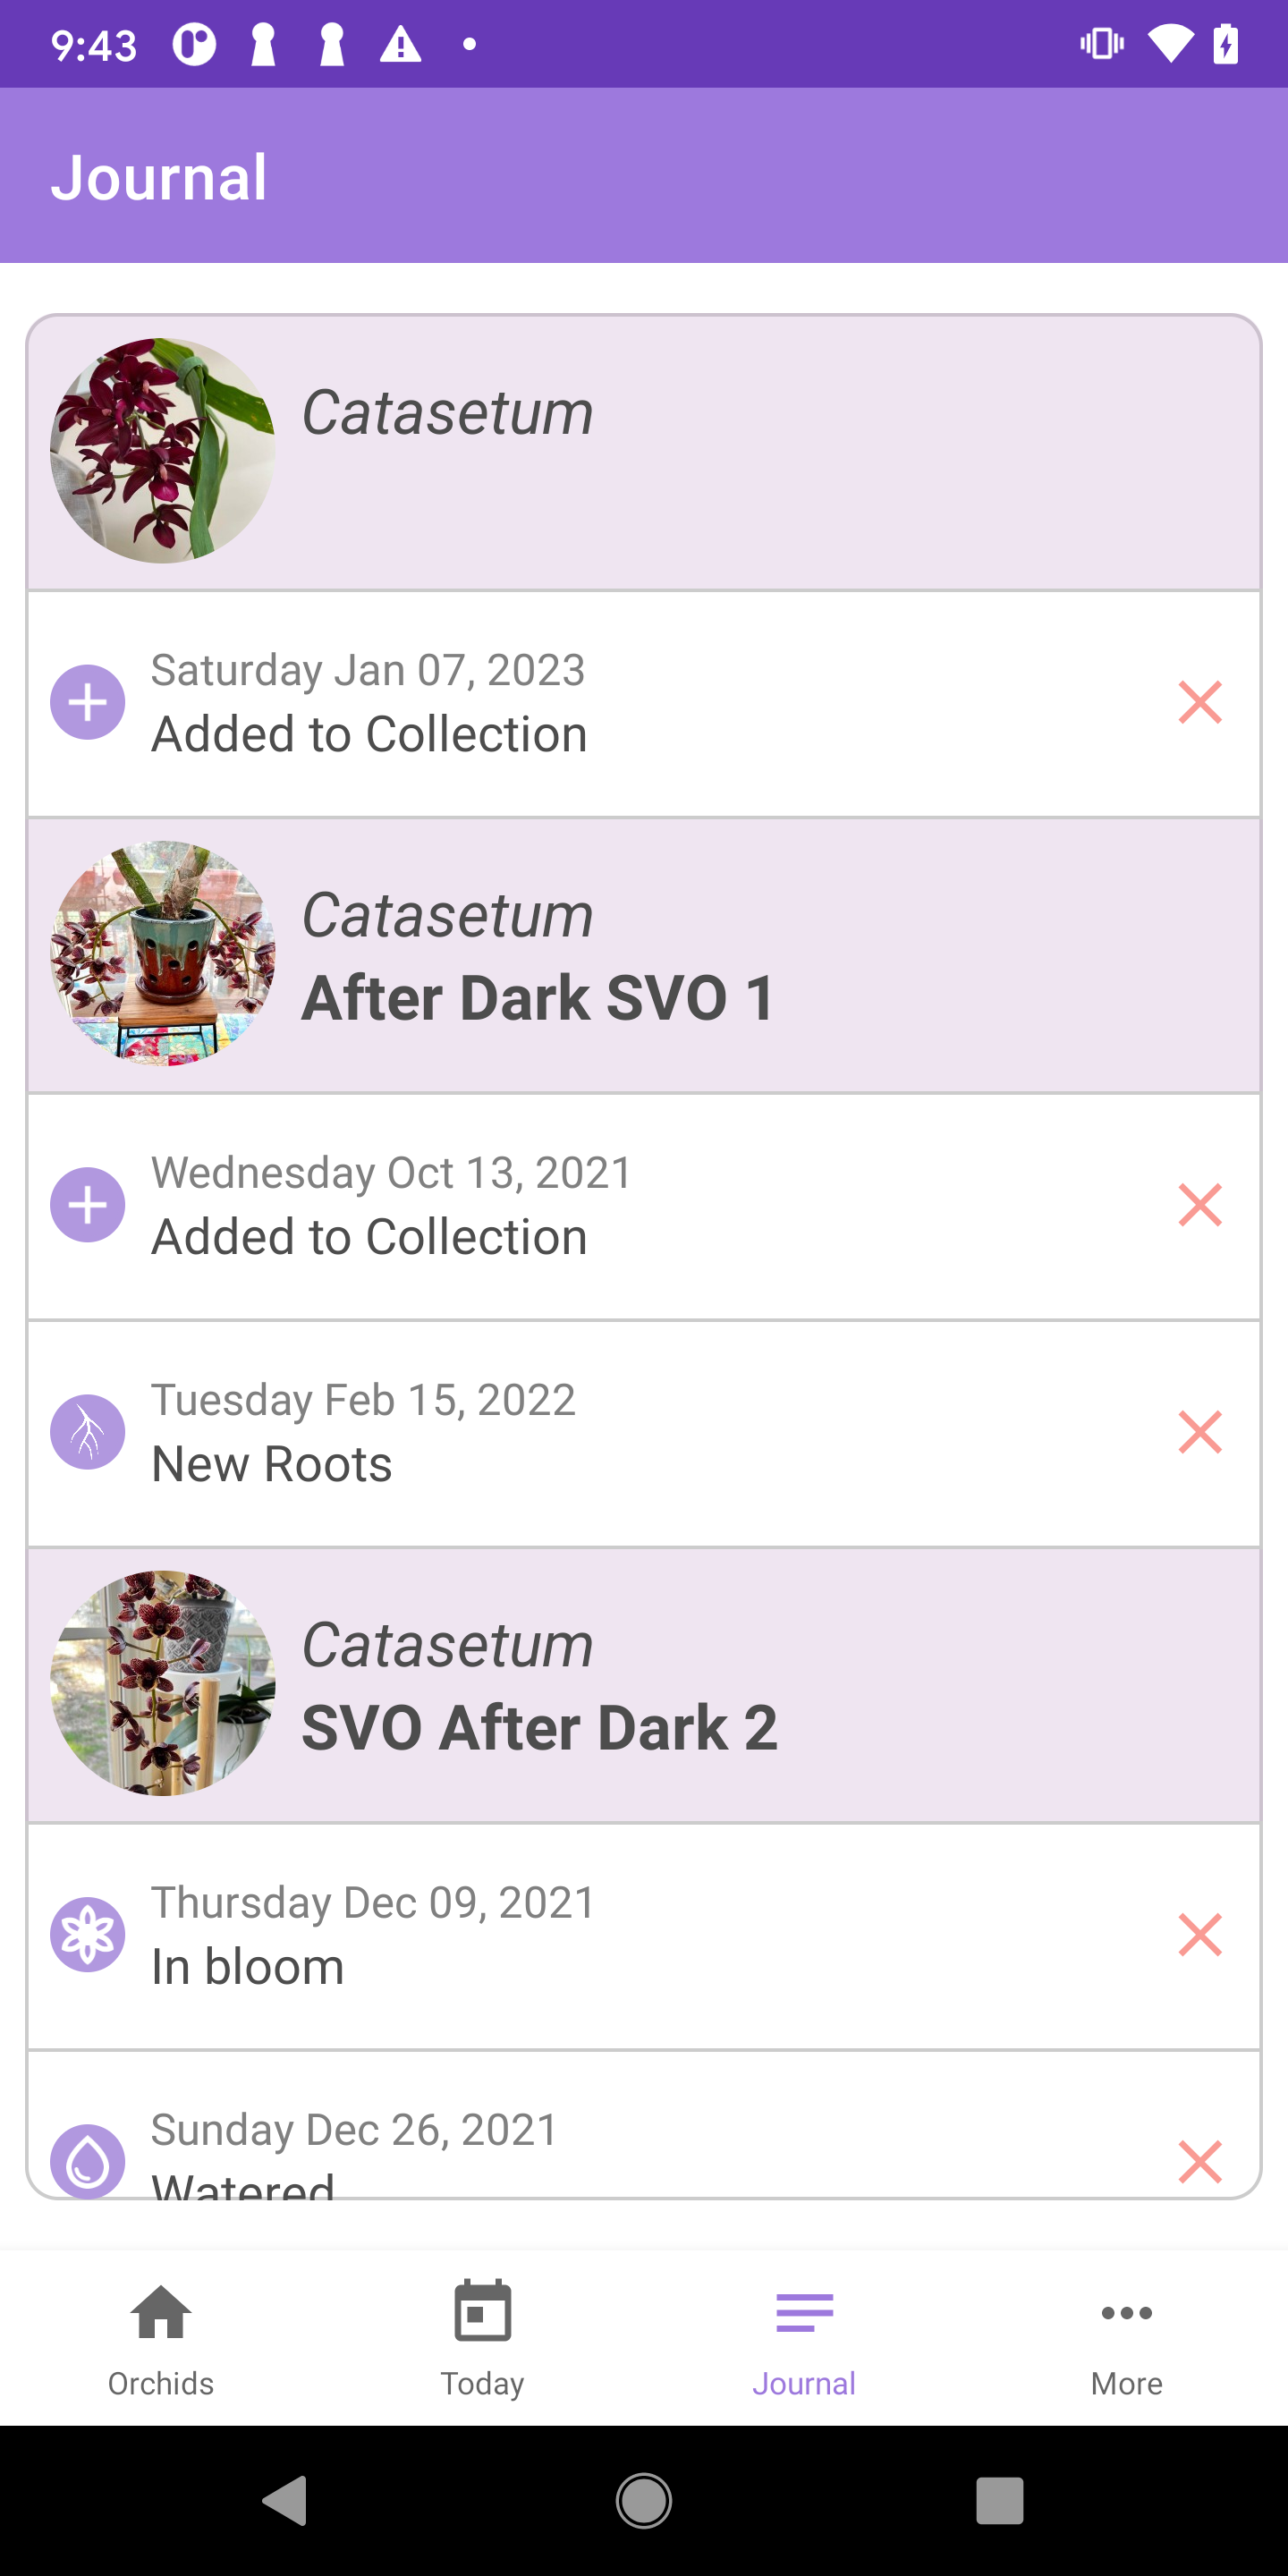 9:43
Journal
Catasetum
Saturday Jan 07, 2023
Added to Collection
Catasetum
After Dark SVO 1
Wednesday Oct 13, 2021
Added to Collection
Tuesday Feb 15, 2022
New Roots
Catasetum
SVO After Dark 2
Thursday Dec 09, 2021
In bloom
Sunday Dec 26, 2021
Watered
Orchids
Today
Journal
More